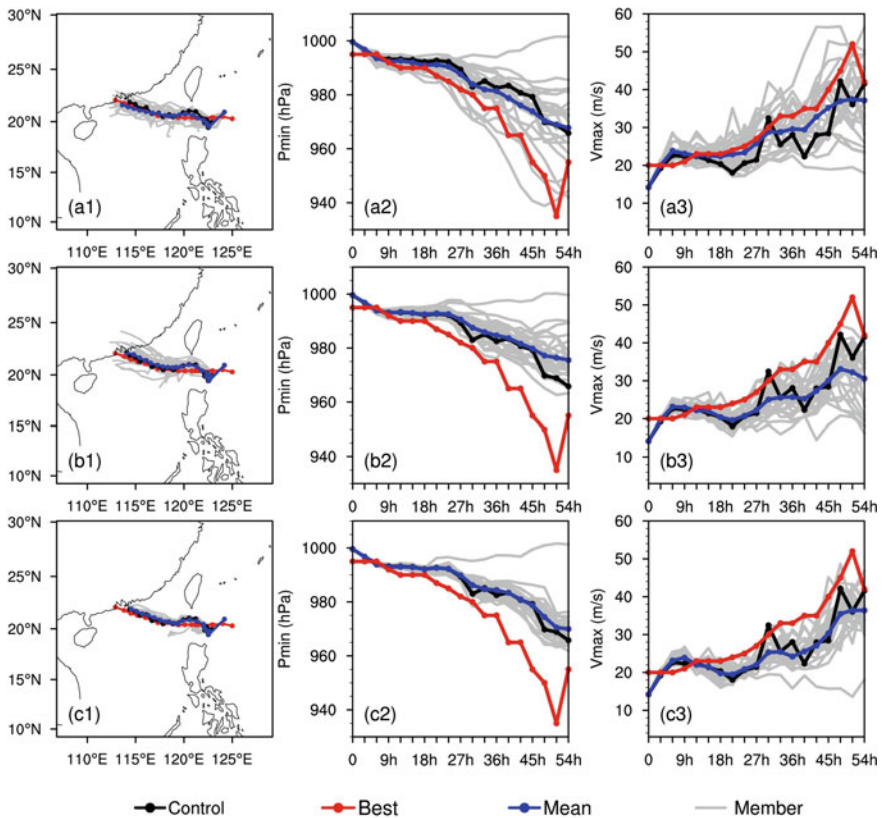 30°N
25°N
20°N
15°N
10°N
(a1)
110°E 115°E 120°E 125°E
Pmin (hPa)
1000
980
960
940
(a2)
0 9h 18h 27h 36h 45h 54h
Vmax (m/s)
60
50
40
30
20
10
(a3)
0 9h 18h 27h 36h 45h 54h
30°N
25°N
20°N
15°N
10°N
(b1)
110°E 115°E 120°E 125°E
Pmin (hPa)
1000
980
960
940
(b2)
0 9h 18h 27h 36h 45h 54h
Vmax (m/s)
60
50
40
30
20
10
(b3)
0 9h 18h 27h 36h 45h 54h
30°N
25°N
20°N
15°N
10°N
(c1)
110°E 115°E 120°E 125°E
Pmin (hPa)
1000
980
960
940
(c2)
0 9h 18h 27h 36h 45h 54h
Vmax (m/s)
60
50
40
30
20
10
(c3)
0 9h 18h 27h 36h 45h 54h
Control Best Mean Member